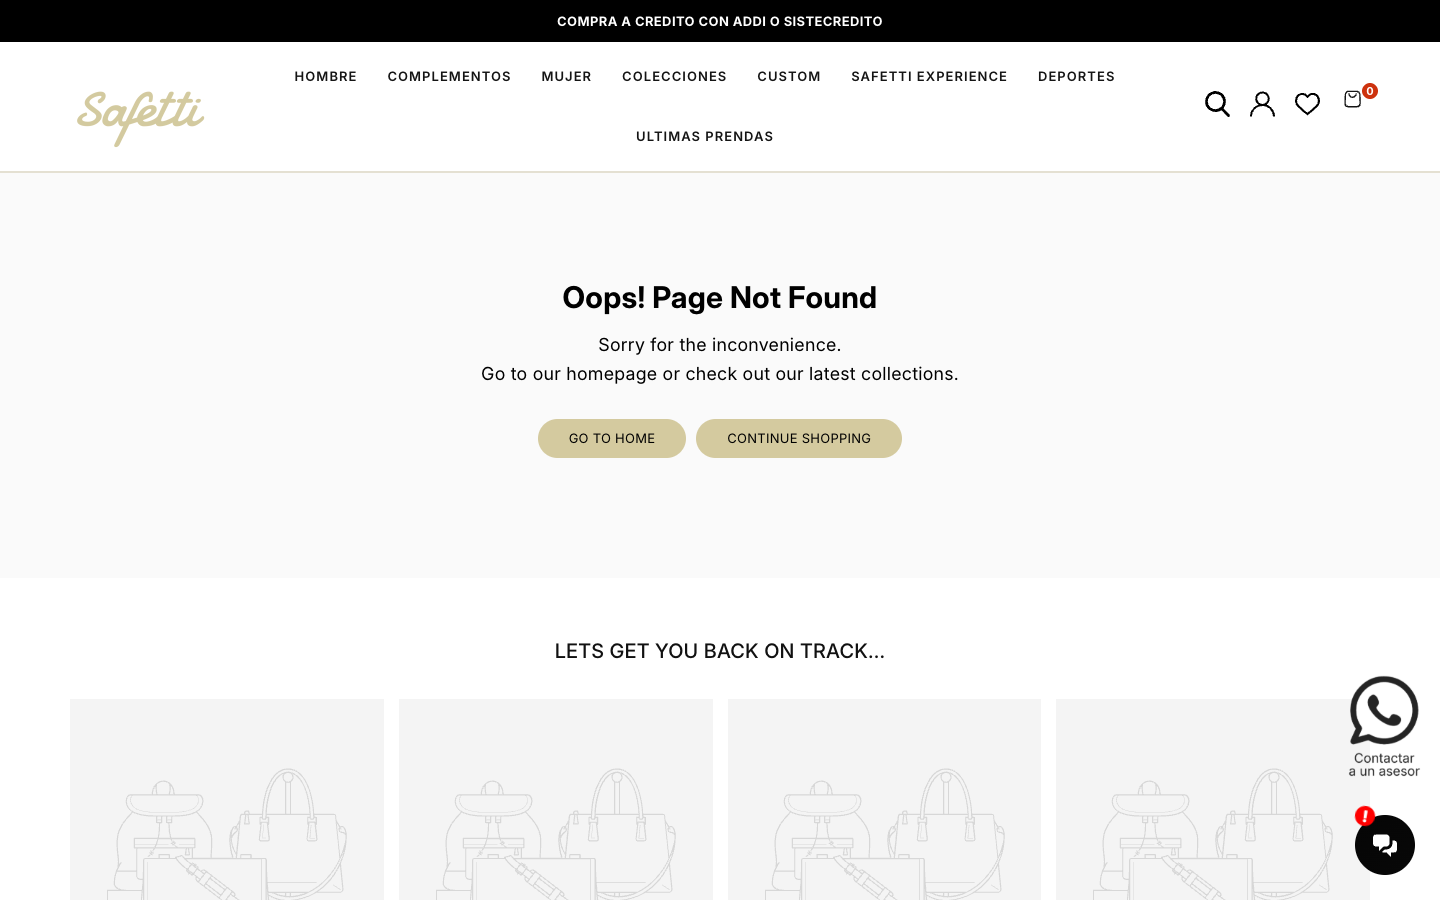 COMPRA A CREDITO CON ADDI O SISTECREDITO
Safetti
HOMBRE COMPLEMENTOS MUJER COLECCIONES CUSTOM SAFETTI EXPERIENCE DEPORTES
ULTIMAS PRENDAS
0
Oops! Page Not Found
Sorry for the inconvenience.
Go to our homepage or check out our latest collections.
GO TO HOME CONTINUE SHOPPING
LETS GET YOU BACK ON TRACK...
Contactar
a un asesor
!